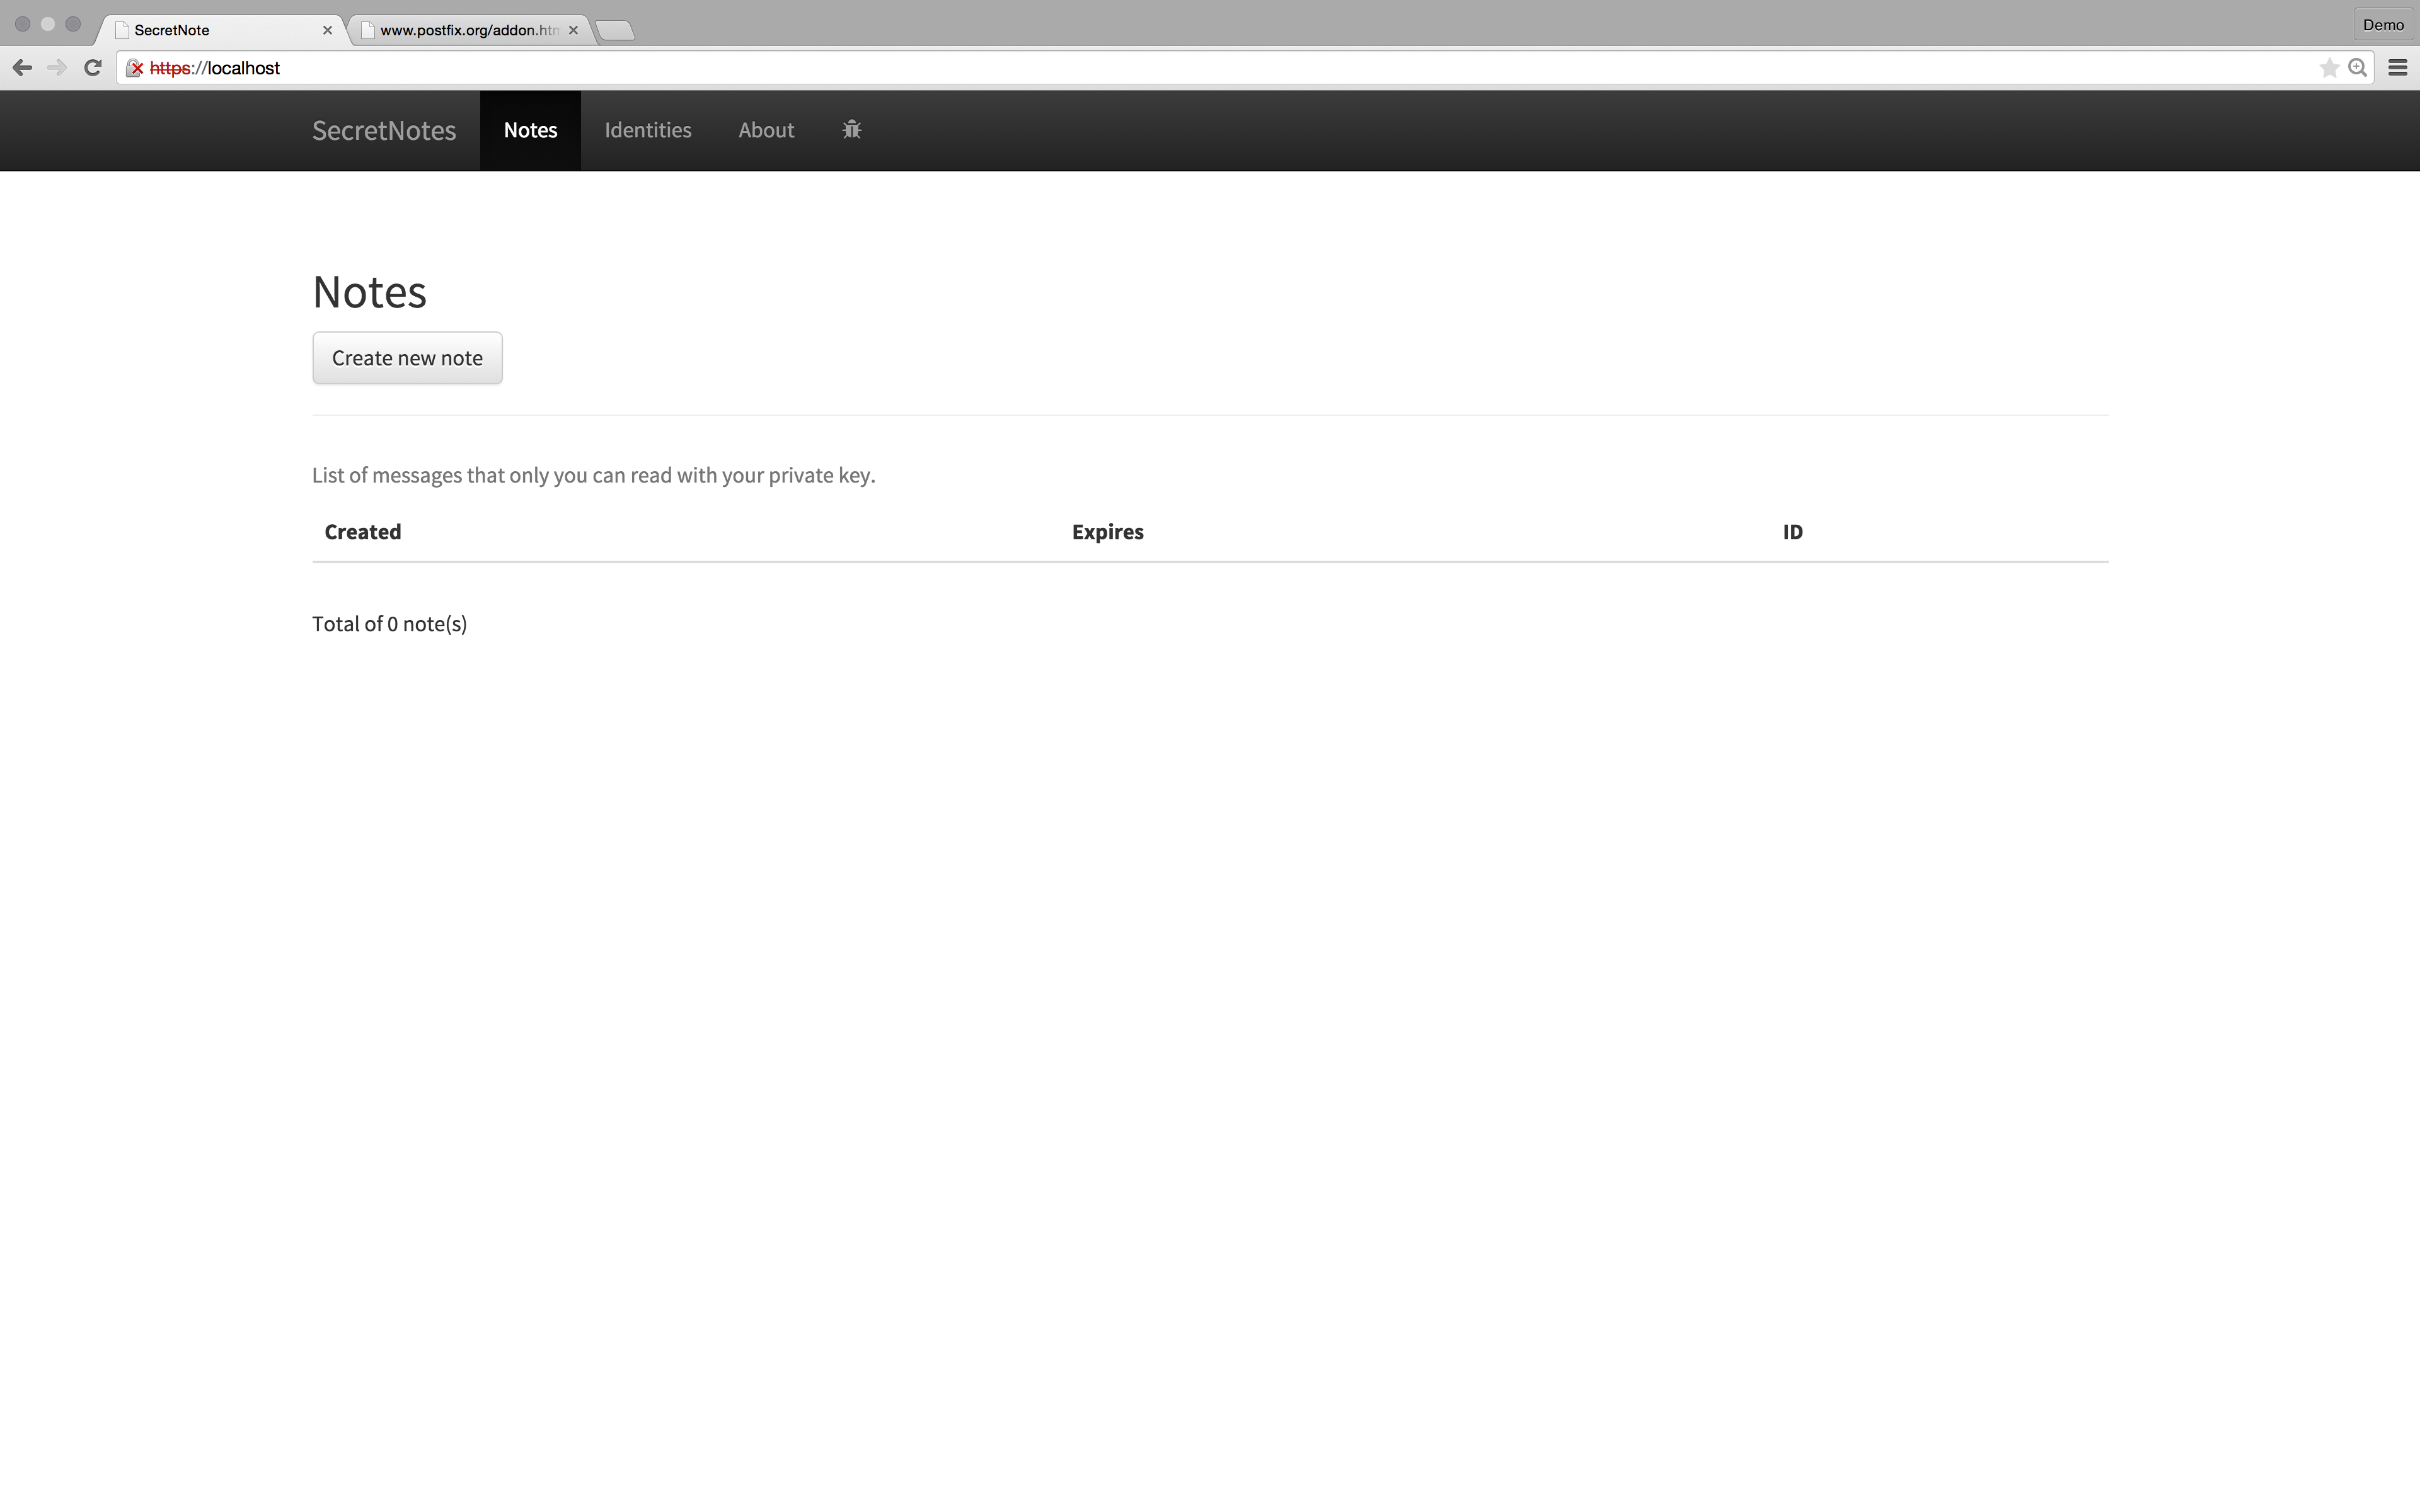 SecretNote
www.postfix.org/addon.htm
Demo
https://localhost
SecretNotes Notes Identities About
Notes
Create new note
List of messages that only you can read with your private key.
Created Expires ID
Total of 0 note(s)